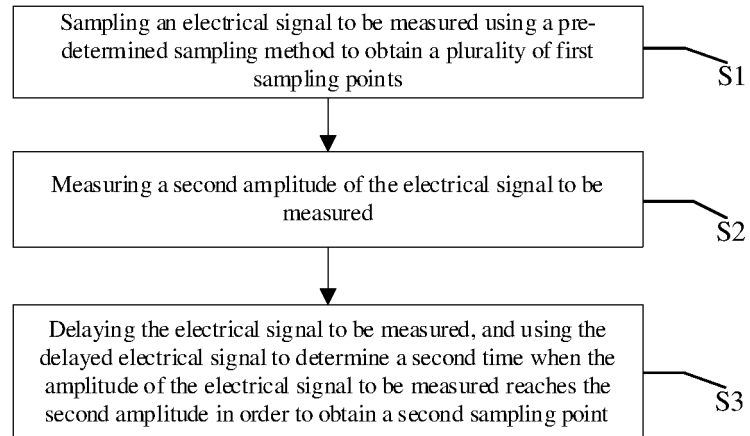 Sampling an electrical signal to be measured using a pre-
determined sampling method to obtain a plurality of first
sampling points
S1
Measuring a second amplitude of the electrical signal to be
measured
S2
Delaying the electrical signal to be measured, and using the
delayed electrical signal to determine a second time when the
amplitude of the electrical signal to be measured reaches the
second amplitude in order to obtain a second sampling point
S3